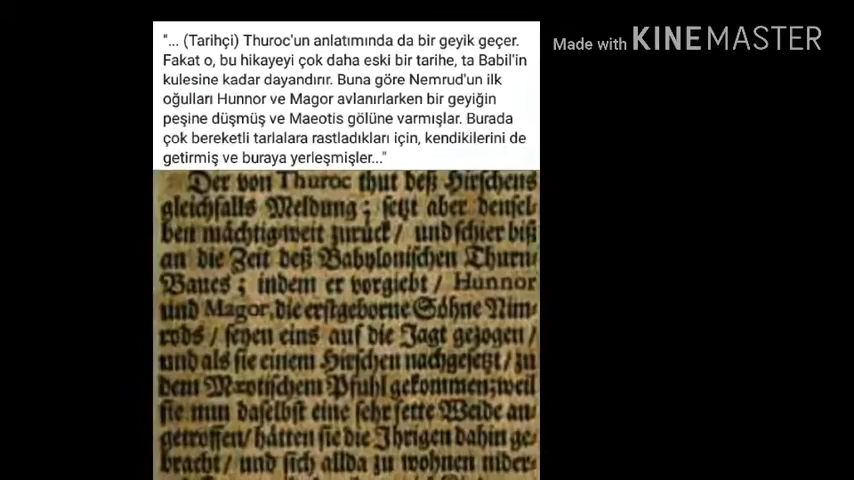 "... (Tarihçi) Thuroc'un anlatımında da bir geyik geçer.
Fakat o, bu hikayeyi çok daha eski bir tarihe, ta Babil'in
kulesine kadar dayandırır. Buna göre Nemrud'un ilk
oğulları Hunnor ve Magor avlanırlarken bir geyiğin
peşine düşmüş ve Maeotis gölüne varmışlar. Burada
çok bereketli tarlalara rastladıkları için, kendikilerini de
getirmiş ve buraya yerleşmişler..."
Made with KINEMASTER
Der von Thuroc thut deß Hirschens
gleichfalls Meldung; setzt aber densel-
ben mächtig weit zurück/ und schier biß
an die Zeit deß Babylonischen Thurn-
Baues; indem er vorgiebt/ Hunnor
und Magor, die erstgeborne Söhne Nim-
rods/ seyen eins auf die Jagt gezogen/
und als sie einem Hirschen nachgesetzt/ zu
dem Mæotischem Pfuhl gekommen; weil
sie nun daselbst eine sehr fette Weide an-
getroffen/ hätten sie die Ihrigen dahin ge-
bracht/ und sich allda zu wohnen nider-